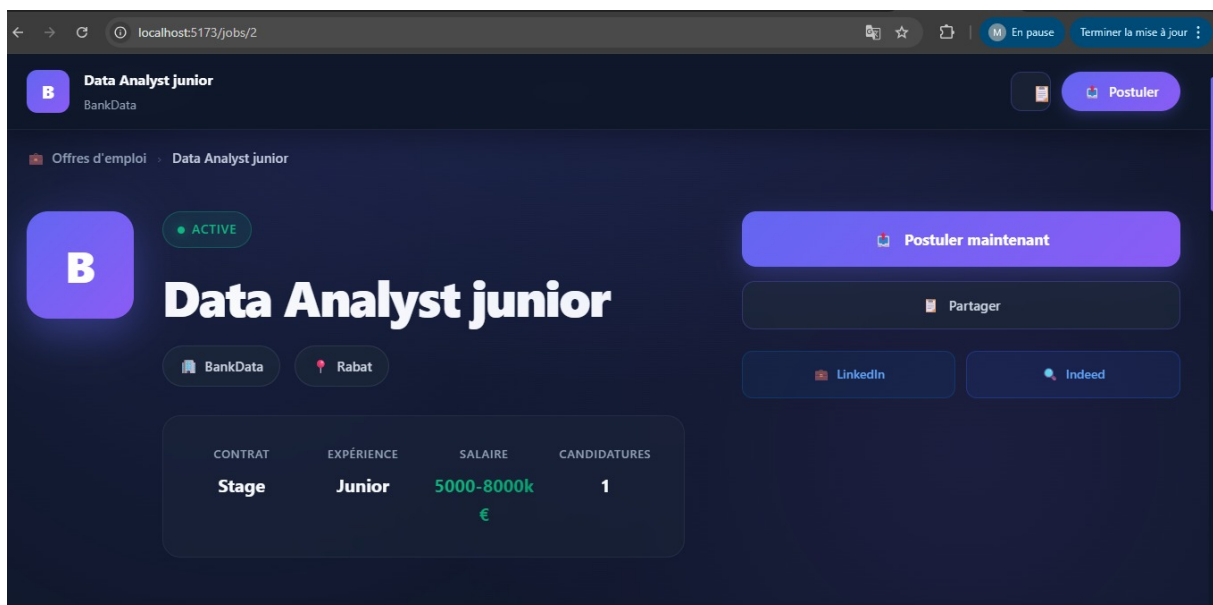 localhost:5173/jobs/2
M En pause
Terminer la mise à jour
B
Data Analyst junior
BankData
Postuler
Offres d'emploi › Data Analyst junior
B
ACTIVE
Data Analyst junior
BankData
Rabat
Postuler maintenant
Partager
LinkedIn
Indeed
CONTRAT EXPÉRIENCE SALAIRE CANDIDATURES
Stage Junior 5000-8000k 1
€